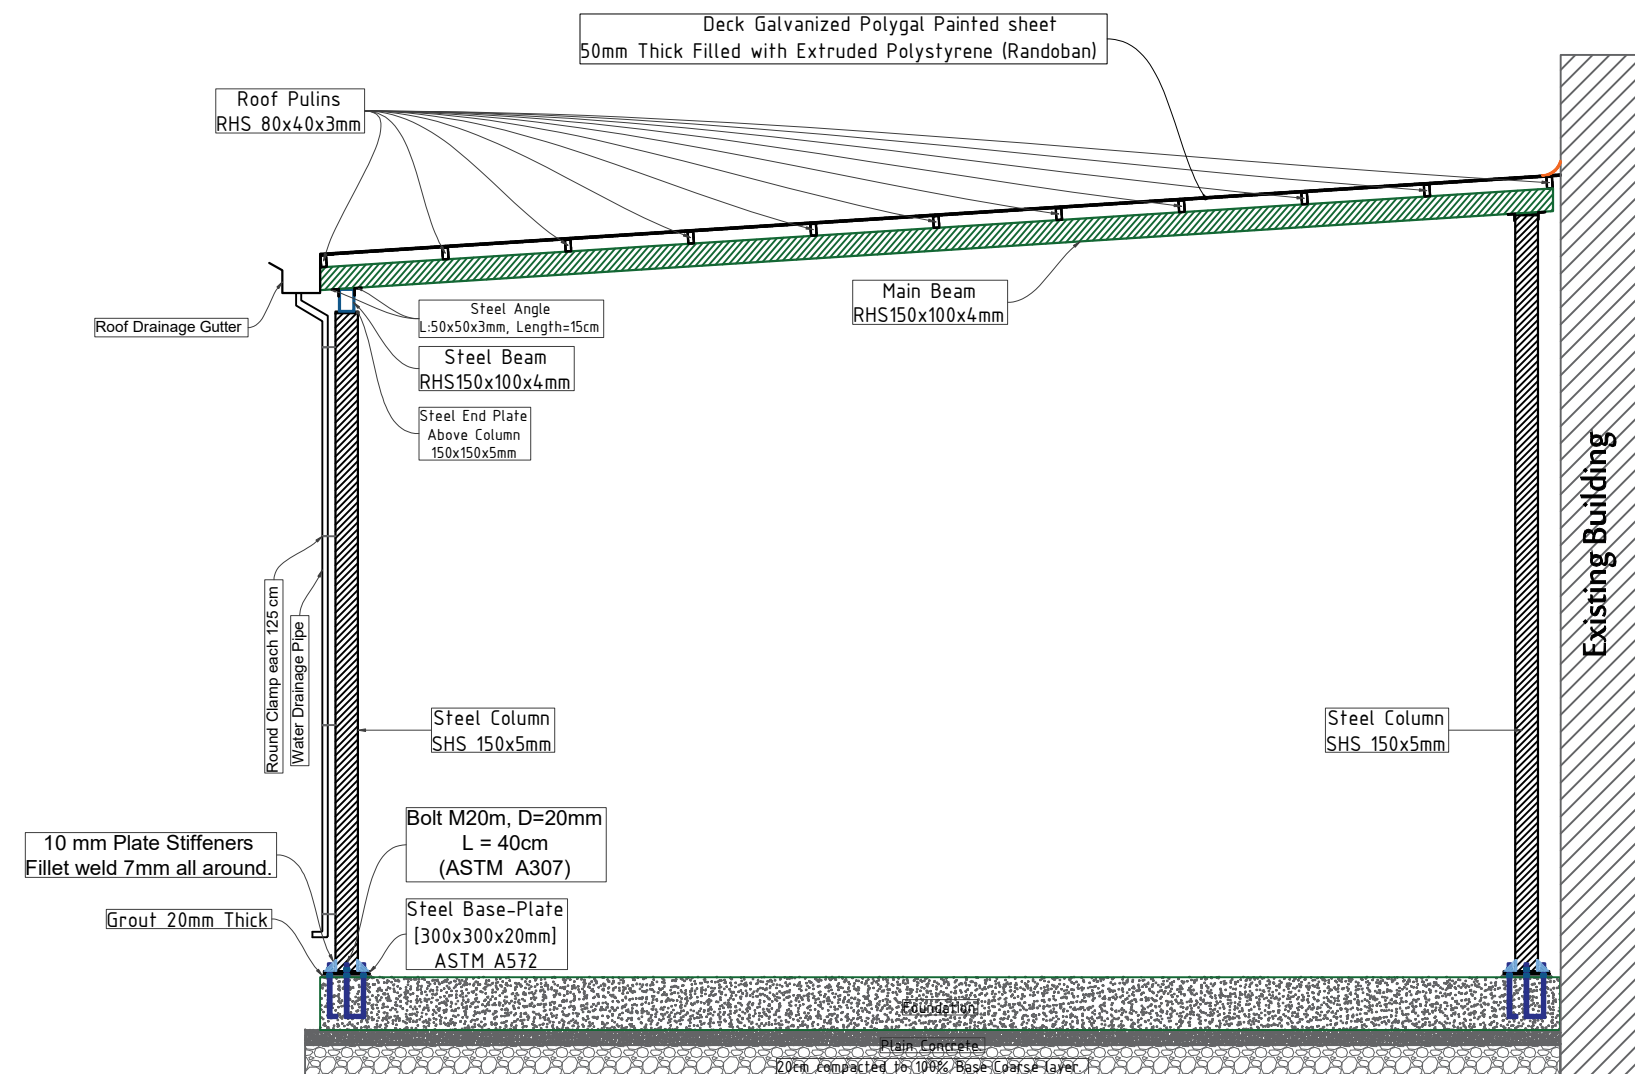 Deck Galvanized Polygal Painted sheet
50mm Thick Filled with Extruded Polystyrene (Randoban)
Roof Pulins
RHS 80x40x3mm
Main Beam
RHS150x100x4mm
Roof Drainage Gutter
Steel Angle
L:50x50x3mm, Length=15cm
Steel Beam
RHS150x100x4mm
Steel End Plate
Above Column
150x150x5mm
Existing Building
Round Clamp each 125 cm
Water Drainage Pipe
Steel Column
SHS 150x5mm
Steel Column
SHS 150x5mm
10 mm Plate Stiffeners
Fillet weld 7mm all around.
Bolt M20m, D=20mm
L = 40cm
(ASTM A307)
Grout 20mm Thick
Steel Base-Plate
[300x300x20mm]
ASTM A572
Foundation
Plain Concrete
20cm compacted to 100% Base Coarse layer.